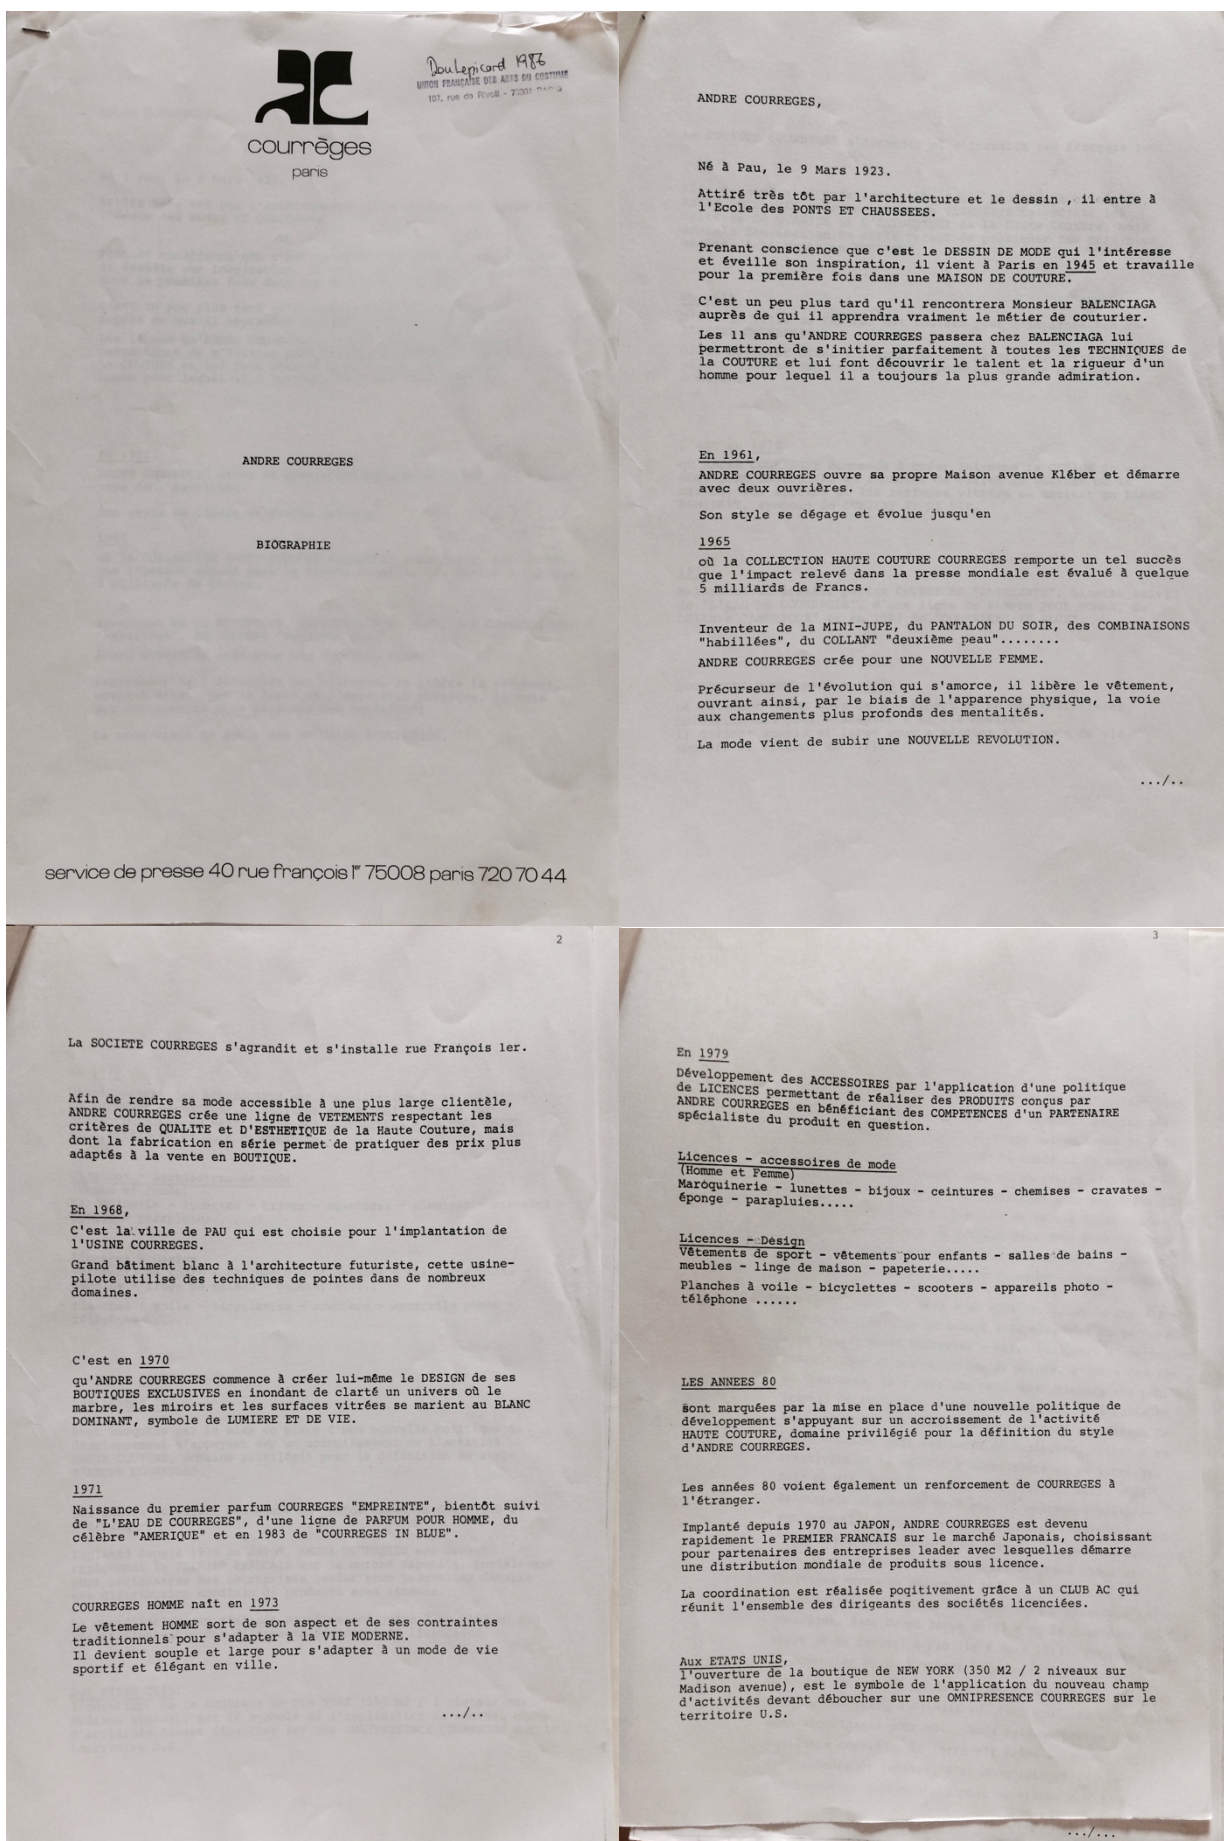 Doulepicard 1986
UNION FRANÇAISE DES ARTS DU COSTUME
107, rue de Rivoli - 75001 PARIS
courrèges
paris
ANDRE COURREGES
BIOGRAPHIE
service de presse 40 rue françois 1er 75008 paris 720 70 44
ANDRE COURREGES,
Né à Pau, le 9 Mars 1923.
Attiré très tôt par l'architecture et le dessin , il entre à
l'Ecole des PONTS ET CHAUSSEES.
Prenant conscience que c'est le DESSIN DE MODE qui l'intéresse
et éveille son inspiration, il vient à Paris en 1945 et travaille
pour la première fois dans une MAISON DE COUTURE.
C'est un peu plus tard qu'il rencontrera Monsieur BALENCIAGA
auprès de qui il apprendra vraiment le métier de couturier.
Les 11 ans qu'ANDRE COURREGES passera chez BALENCIAGA lui
permettront de s'initier parfaitement à toutes les TECHNIQUES de
la COUTURE et lui font découvrir le talent et la rigueur d'un
homme pour lequel il a toujours la plus grande admiration.
En 1961,
ANDRE COURREGES ouvre sa propre Maison avenue Kléber et démarre
avec deux ouvrières.
Son style se dégage et évolue jusqu'en
1965
où la COLLECTION HAUTE COUTURE COURREGES remporte un tel succès
que l'impact relevé dans la presse mondiale est évalué à quelque
5 milliards de Francs.
Inventeur de la MINI-JUPE, du PANTALON DU SOIR, des COMBINAISONS
"habillées", du COLLANT "deuxième peau"........
ANDRE COURREGES crée pour une NOUVELLE FEMME.
Précurseur de l'évolution qui s'amorce, il libère le vêtement,
ouvrant ainsi, par le biais de l'apparence physique, la voie
aux changements plus profonds des mentalités.
La mode vient de subir une NOUVELLE REVOLUTION.
.../..
2
La SOCIETE COURREGES s'agrandit et s'installe rue François 1er.
Afin de rendre sa mode accessible à une plus large clientèle,
ANDRE COURREGES crée une ligne de VETEMENTS respectant les
critères de QUALITE et D'ESTHETIQUE de la Haute Couture, mais
dont la fabrication en série permet de pratiquer des prix plus
adaptés à la vente en BOUTIQUE.
En 1968,
C'est la ville de PAU qui est choisie pour l'implantation de
l'USINE COURREGES.
Grand bâtiment blanc à l'architecture futuriste, cette usine-
pilote utilise des techniques de pointes dans de nombreux
domaines.
C'est en 1970
qu'ANDRE COURREGES commence à créer lui-même le DESIGN de ses
BOUTIQUES EXCLUSIVES en inondant de clarté un univers où le
marbre, les miroirs et les surfaces vitrées se marient au BLANC
DOMINANT, symbole de LUMIERE ET DE VIE.
1971
Naissance du premier parfum COURREGES "EMPREINTE", bientôt suivi
de "L'EAU DE COURREGES", d'une ligne de PARFUM POUR HOMME, du
célèbre "AMERIQUE" et en 1983 de "COURREGES IN BLUE".
COURREGES HOMME naît en 1973
Le vêtement HOMME sort de son aspect et de ses contraintes
traditionnels pour s'adapter à la VIE MODERNE.
Il devient souple et large pour s'adapter à un mode de vie
sportif et élégant en ville.
.../..
3
En 1979
Développement des ACCESSOIRES par l'application d'une politique
de LICENCES permettant de réaliser des PRODUITS conçus par
ANDRE COURREGES en bénéficiant des COMPETENCES d'un PARTENAIRE
spécialiste du produit en question.
Licences - accessoires de mode
(Homme et Femme)
Maroquinerie - lunettes - bijoux - ceintures - chemises - cravates -
éponge - parapluies.....
Licences - Design
Vêtements de sport - vêtements pour enfants - salles de bains -
meubles - linge de maison - papeterie.....
Planches à voile - bicyclettes - scooters - appareils photo -
téléphone ......
LES ANNEES 80
sont marquées par la mise en place d'une nouvelle politique de
développement s'appuyant sur un accroissement de l'activité
HAUTE COUTURE, domaine privilégié pour la définition du style
d'ANDRE COURREGES.
Les années 80 voient également un renforcement de COURREGES à
l'étranger.
Implanté depuis 1970 au JAPON, ANDRE COURREGES est devenu
rapidement le PREMIER FRANCAIS sur le marché Japonais, choisissant
pour partenaires des entreprises leader avec lesquelles démarre
une distribution mondiale de produits sous licence.
La coordination est réalisée poqitivement grâce à un CLUB AC qui
réunit l'ensemble des dirigeants des sociétés licenciées.
Aux ETATS UNIS,
l'ouverture de la boutique de NEW YORK (350 M2 / 2 niveaux sur
Madison avenue), est le symbole de l'application du nouveau champ
d'activités devant déboucher sur une OMNIPRESENCE COURREGES sur le
territoire U.S.
.../...